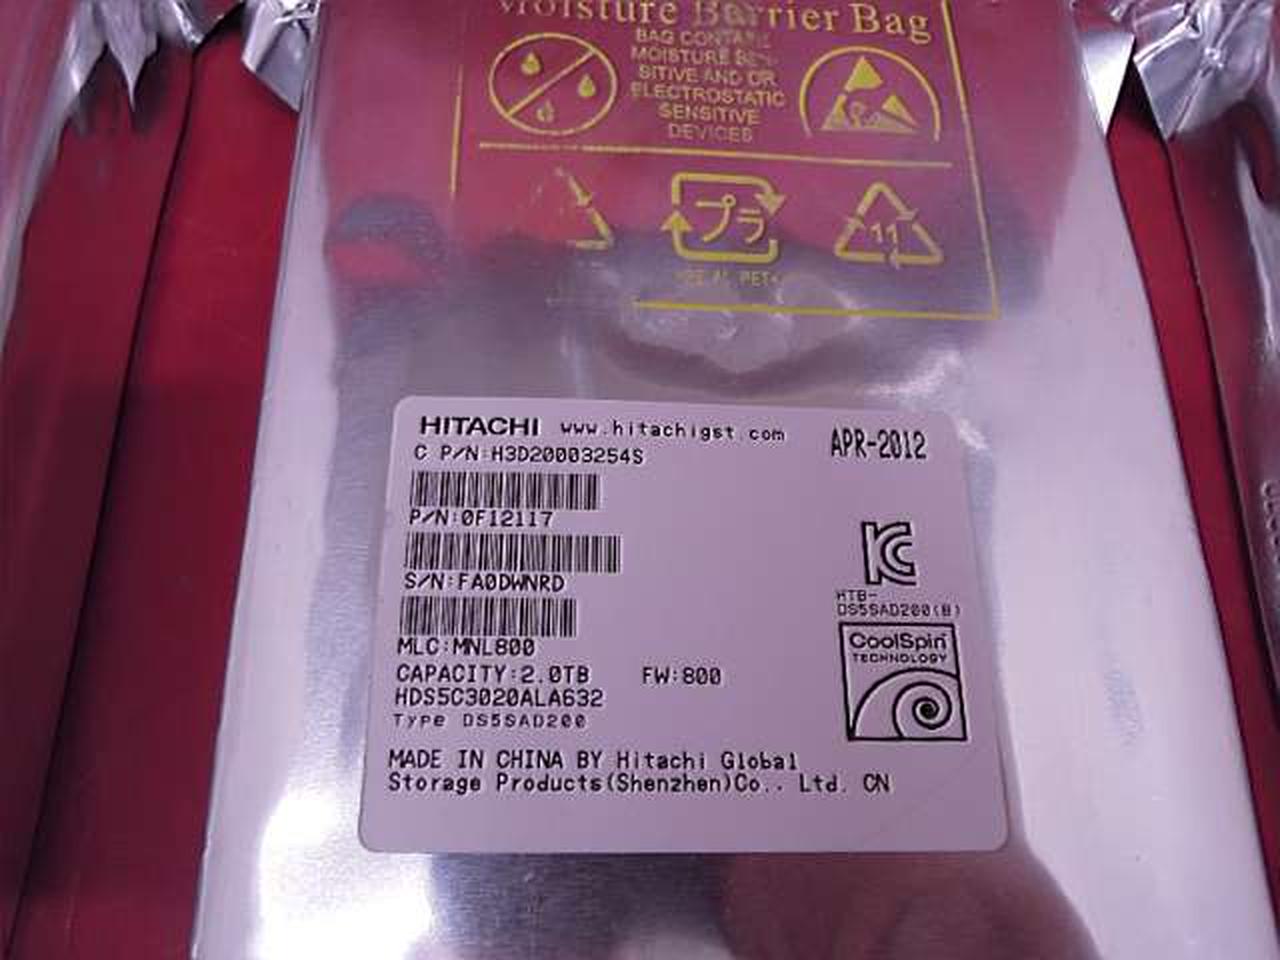 Moisture Barrier Bag
BAG CONTAINS
MOISTURE SEN-
SITIVE AND OR
ELECTROSTATIC
SENSITIVE
DEVICES
プラ
11
HITACHI www.hitachigst.com
APR-2012
C P/N:H3D20003254S
P/N:0F12117
S/N:FA0DWNRD
MLC:MNL800
CAPACITY:2.0TB FW:800
HDS5C3020ALA632
Type DS5SAD200
HTB-
DS5SAD200(B)
CoolSpin
TECHNOLOGY
MADE IN CHINA BY Hitachi Global
Storage Products(Shenzhen)Co., Ltd. CN